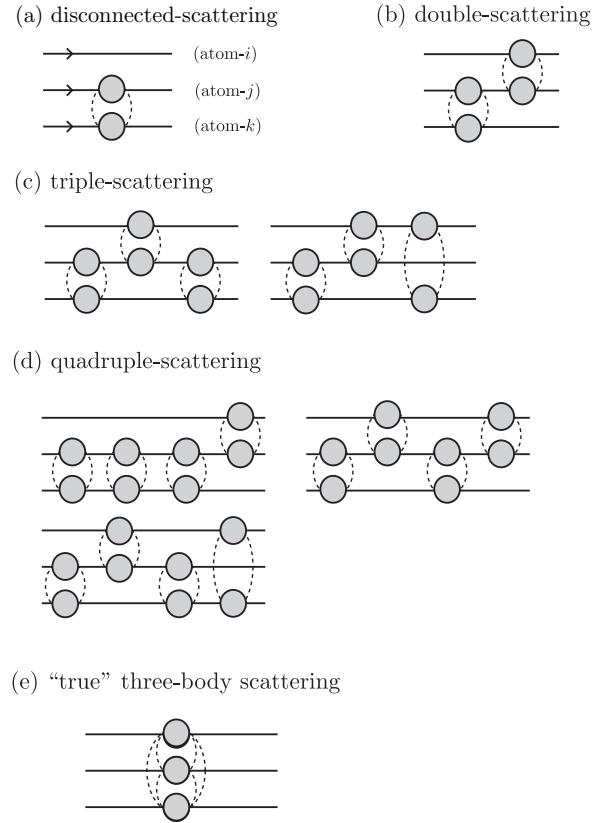 (a) disconnected-scattering
(atom-i)
(atom-j)
(atom-k)
(b) double-scattering
(c) triple-scattering
(d) quadruple-scattering
(e) “true” three-body scattering